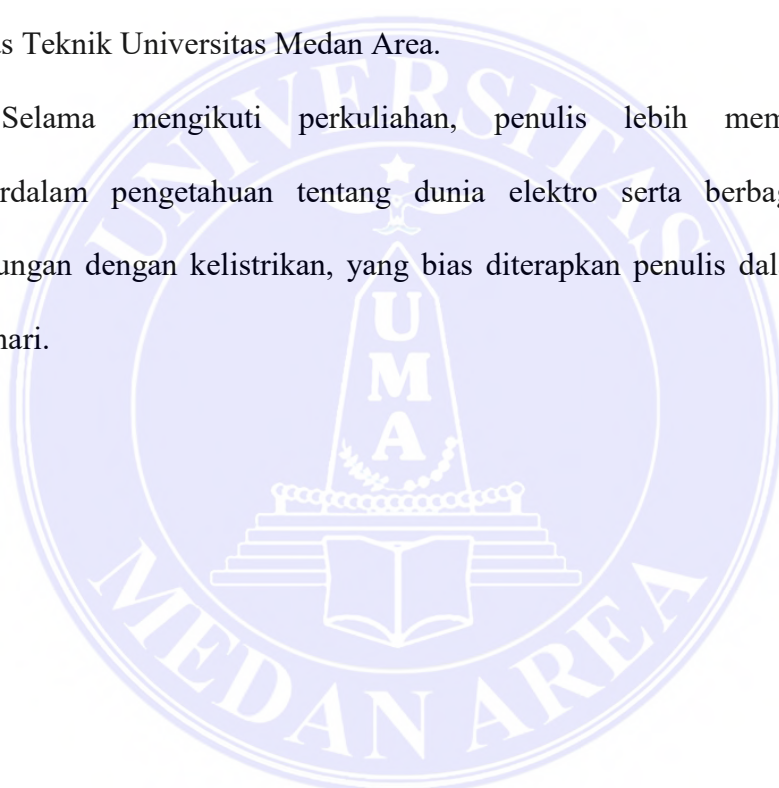 s Teknik Universitas Medan Area.
Selama mengikuti perkuliahan, penulis lebih mem
rdalam pengetahuan tentang dunia elektro serta berbag
ungan dengan kelistrikan, yang bias diterapkan penulis dal
hari.
UNIVERSITAS
U
M
A
MEDAN AREA